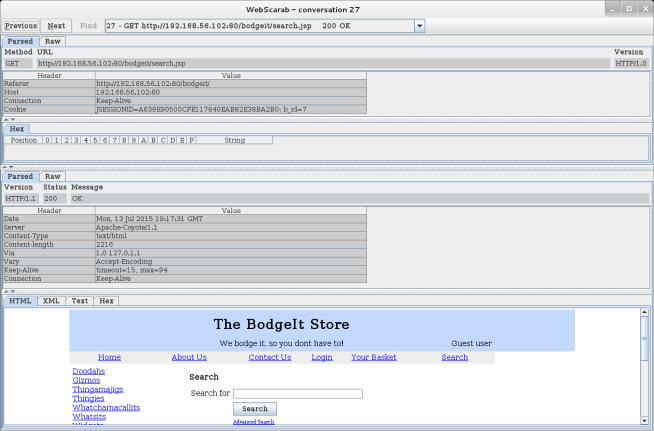 WebScarab - conversation 27
Previous Next Find 27 - GET http://192.168.56.102:80/bodgeit/search.jsp 200 OK
Parsed Raw
Method URL Version
GET http://192.168.56.102:80/bodgeit/search.jsp HTTP/1.0
Header Value
Referer http://192.168.56.102:80/bodgeit/
Host 192.168.56.102:80
Connection Keep-Alive
Cookie JSESSIONID=A639E90500CFE117840EAB82E38BA2B0; b_id=7
Hex
Position 0 1 2 3 4 5 6 7 8 9 A B C D E F String
Parsed Raw
Version Status Message
HTTP/1.1 200 OK
Header Value
Date Mon, 13 Jul 2015 19:17:31 GMT
Server Apache-Coyote/1.1
Content-Type text/html
Content-length 2216
Via 1.0 127.0.1.1
Vary Accept-Encoding
Keep-Alive timeout=15, max=94
Connection Keep-Alive
HTML XML Text Hex
The BodgeIt Store
We bodge it, so you dont have to! Guest user
Home About Us Contact Us Login Your Basket Search
Doodahs
Gizmos
Thingamajigs
Thingies
Whatchamacallits
Whatsits
Widgets
Search
Search for
Search
Advanced Search